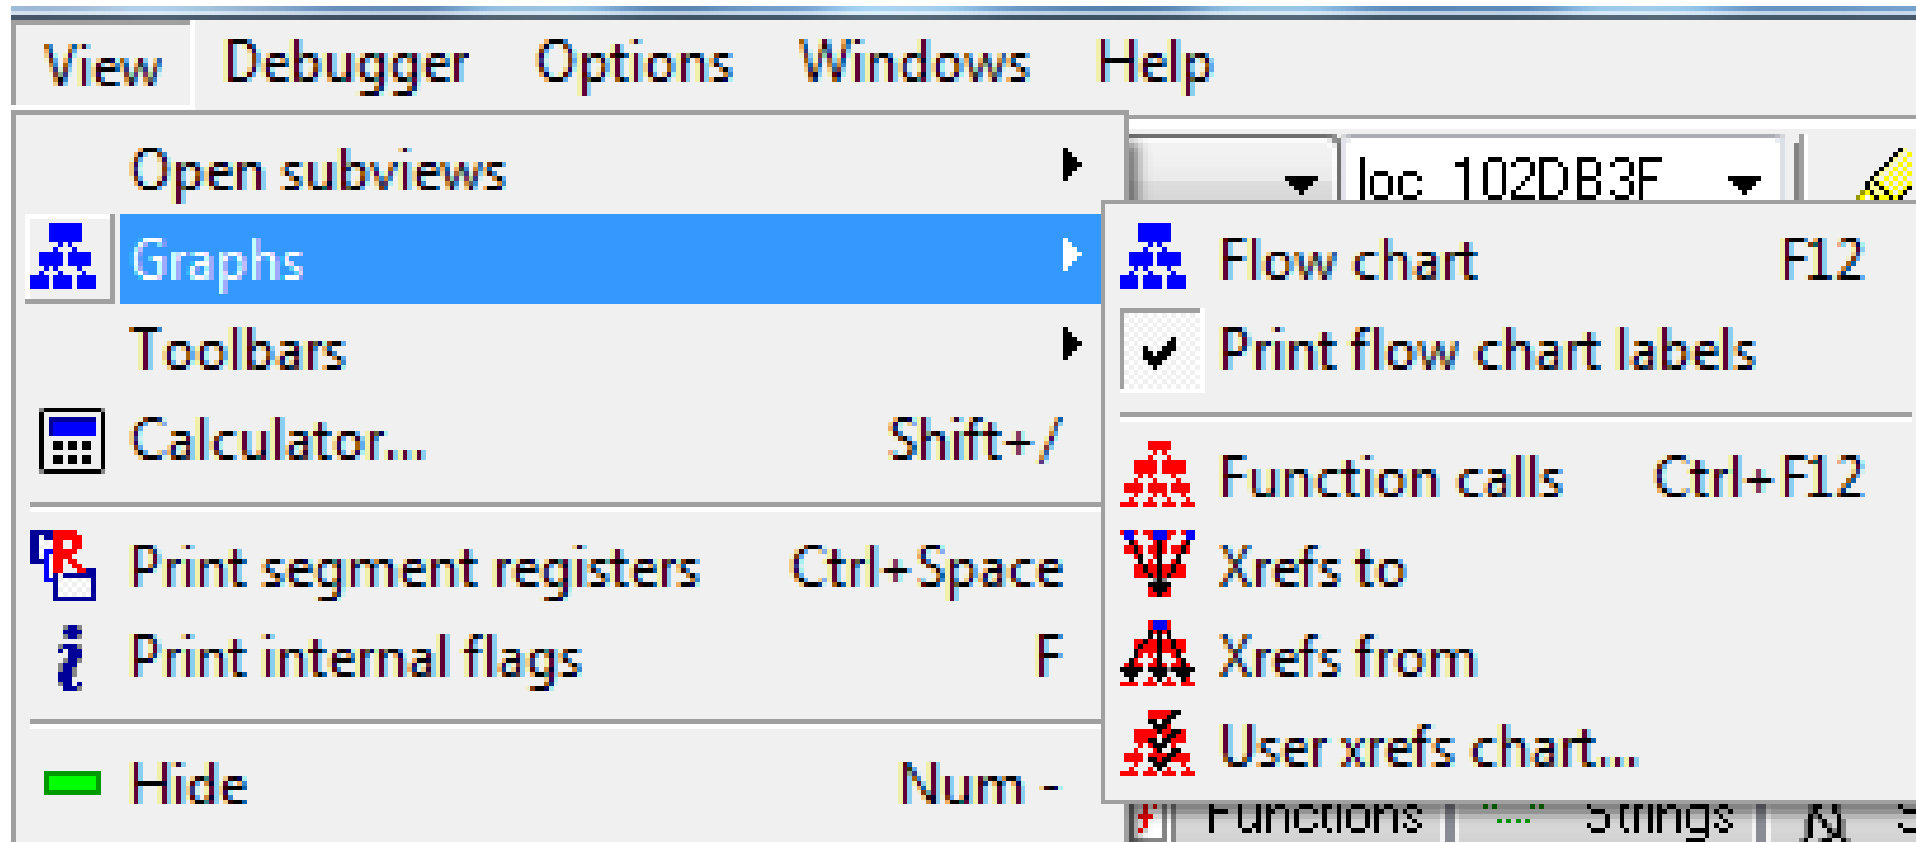 View Debugger Options Windows Help
Open subviews
loc_102DB3F
Graphs
Flow chart F12
Toolbars
Print flow chart labels
Calculator... Shift+/
Function calls Ctrl+F12
Print segment registers Ctrl+Space
Xrefs to
Print internal flags F
Xrefs from
User xrefs chart...
Hide Num -
Functions Strings